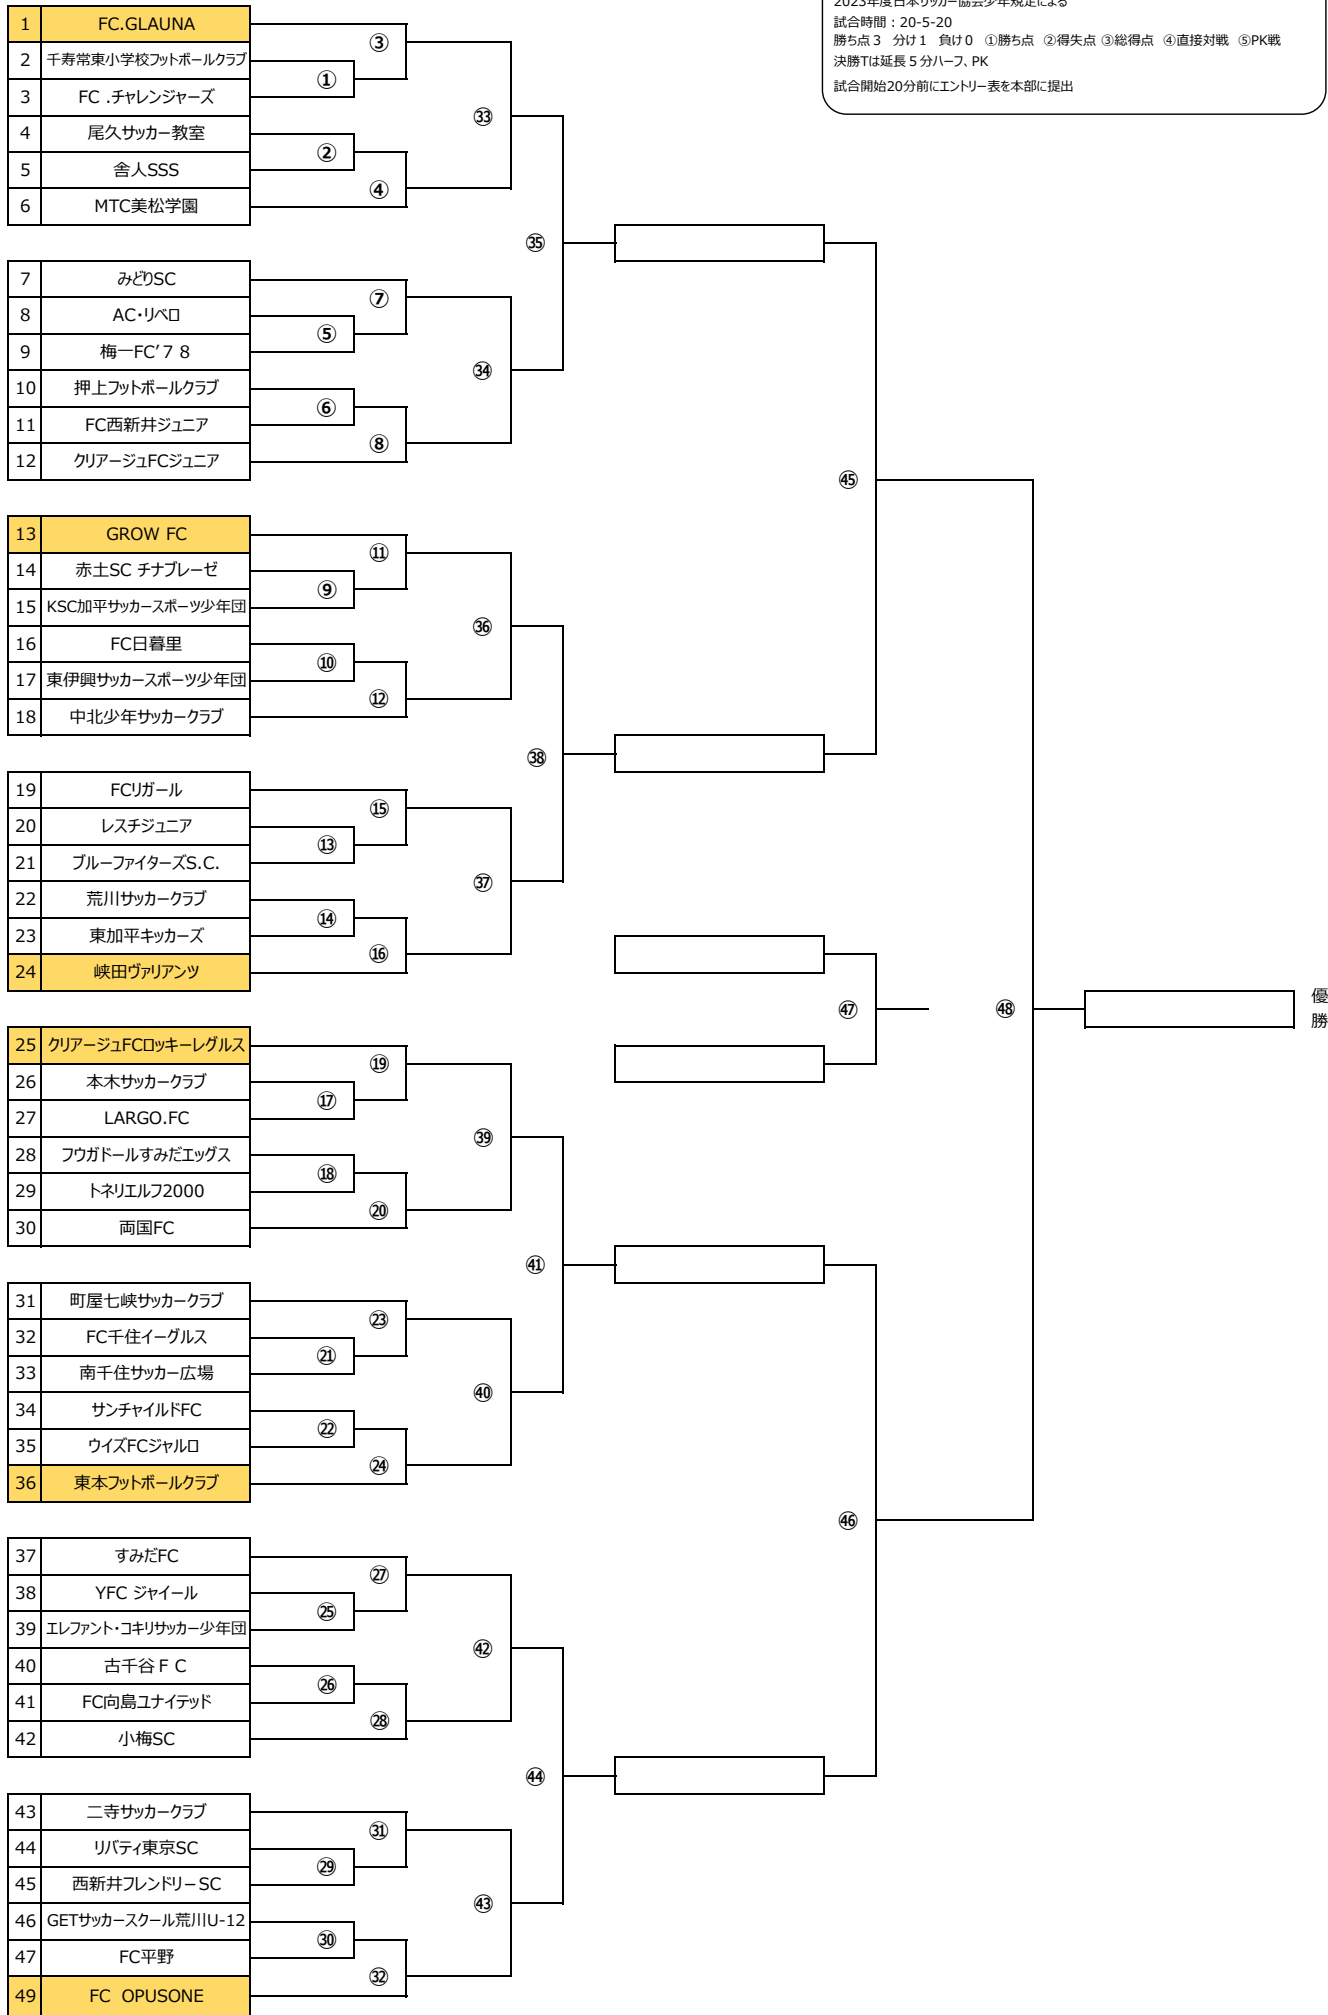 2023年度日本サッカー協会少年規定による
試合時間：20-5-20
勝ち点３ 分け１ 負け０ ①勝ち点 ②得失点 ③総得点 ④直接対戦 ⑤PK戦
決勝Tは延長５分ハーフ、PK
試合開始20分前にエントリー表を本部に提出
1 FC.GLAUNA
③
2 千寿常東小学校フットボールクラブ
①
3 FC .チャレンジャーズ
㉝
4 尾久サッカー教室
②
5 舎人SSS
④
6 MTC美松学園
㉟
7 みどりSC
⑦
8 AC・リベロ
⑤
9 梅一FC’７８
㉞
10 押上フットボールクラブ
⑥
11 FC西新井ジュニア
⑧
12 クリアージュFCジュニア
㊺
13 GROW FC
⑪
14 赤土SC チナブレーゼ
⑨
15 KSC加平サッカースポーツ少年団
㊱
16 FC日暮里
⑩
17 東伊興サッカースポーツ少年団
⑫
18 中北少年サッカークラブ
㊳
19 FCリガール
⑮
20 レスチジュニア
⑬
21 ブルーファイターズS.C.
㊲
22 荒川サッカークラブ
⑭
23 東加平キッカーズ
⑯
24 峡田ヴァリアンツ
㊼
㊽
優
勝
25 クリアージュFCロッキーレグルス
⑲
26 本木サッカークラブ
⑰
27 LARGO.FC
㊴
28 フウガドールすみだエッグス
⑱
29 トネリエルフ2000
⑳
30 両国FC
㊶
31 町屋七峡サッカークラブ
㉓
32 FC千住イーグルス
㉑
33 南千住サッカー広場
㊵
34 サンチャイルドFC
㉒
35 ウイズFCジャルロ
㉔
36 東本フットボールクラブ
㊻
37 すみだFC
㉗
38 YFC ジャイール
㉕
39 エレファント・コキリサッカー少年団
㊷
40 古千谷ＦＣ
㉖
41 FC向島ユナイテッド
㉘
42 小梅SC
㊹
43 二寺サッカークラブ
㉛
44 リバティ東京SC
㉙
45 西新井フレンドリーSC
㊸
46 GETサッカースクール荒川U-12
㉚
47 FC平野
㉜
49 FC OPUSONE